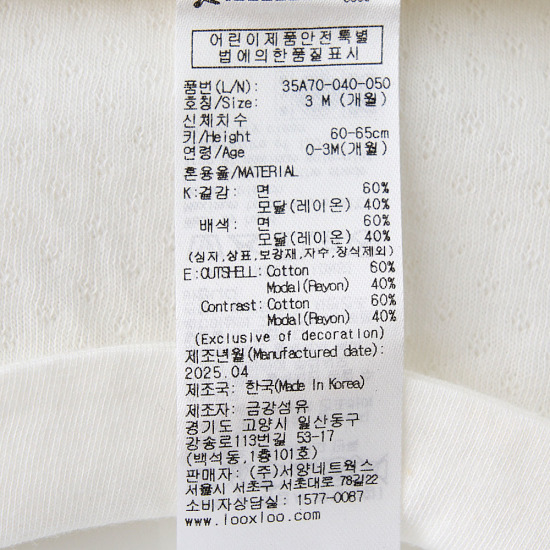 어린이제품안전특별
법에의한품질표시
품번(L/N): 35A70-040-050
호칭/Size: 3 M (개월)
신체치수
키/Height 60-65cm
연령/Age 0-3M(개월)
혼용율/MATERIAL
K:겉감: 면 60%
모달(레이온) 40%
배색: 면 60%
모달(레이온) 40%
(심지,상표,보강재,자수,장식제외)
E:OUTSHELL: Cotton 60%
Modal(Rayon) 40%
Contrast: Cotton 60%
Modal(Rayon) 40%
(Exclusive of decoration)
제조년월(Manufactured date):
2025.04
제조국: 한국(Made In Korea)
제조자: 금강섬유
경기도 고양시 일산동구
강송로113번길 53-17
(백석동,1층101호)
판매자: (주)서양네트웍스
서울시 서초구 서초대로 78길22
소비자상담실: 1577-0087
www.looxloo.com